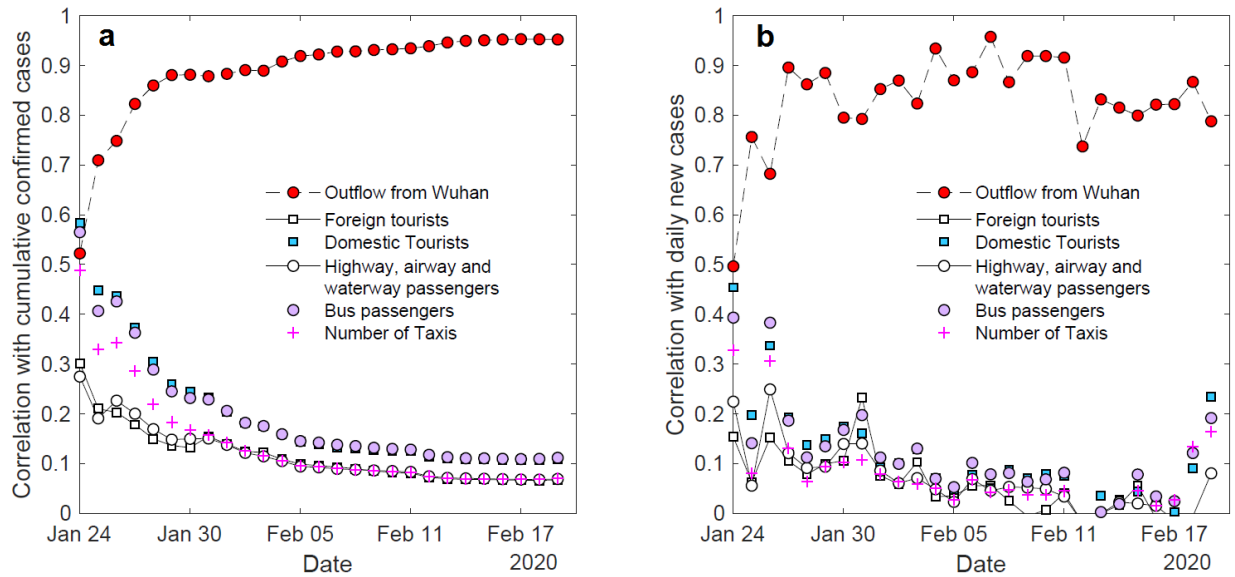 a
Correlation with cumulative confirmed cases
1
0.9
0.8
0.7
0.6
0.5
0.4
0.3
0.2
0.1
0
Outflow from Wuhan
Foreign tourists
Domestic Tourists
Highway, airway and
waterway passengers
Bus passengers
Number of Taxis
Jan 24
Jan 30
Feb 05
Feb 11
Feb 17
2020
Date
b
Correlation with daily new cases
1
0.9
0.8
0.7
0.6
0.5
0.4
0.3
0.2
0.1
0
Outflow from Wuhan
Foreign tourists
Domestic Tourists
Highway, airway and
waterway passengers
Bus passengers
Number of Taxis
Jan 24
Jan 30
Feb 05
Feb 11
Feb 17
2020
Date